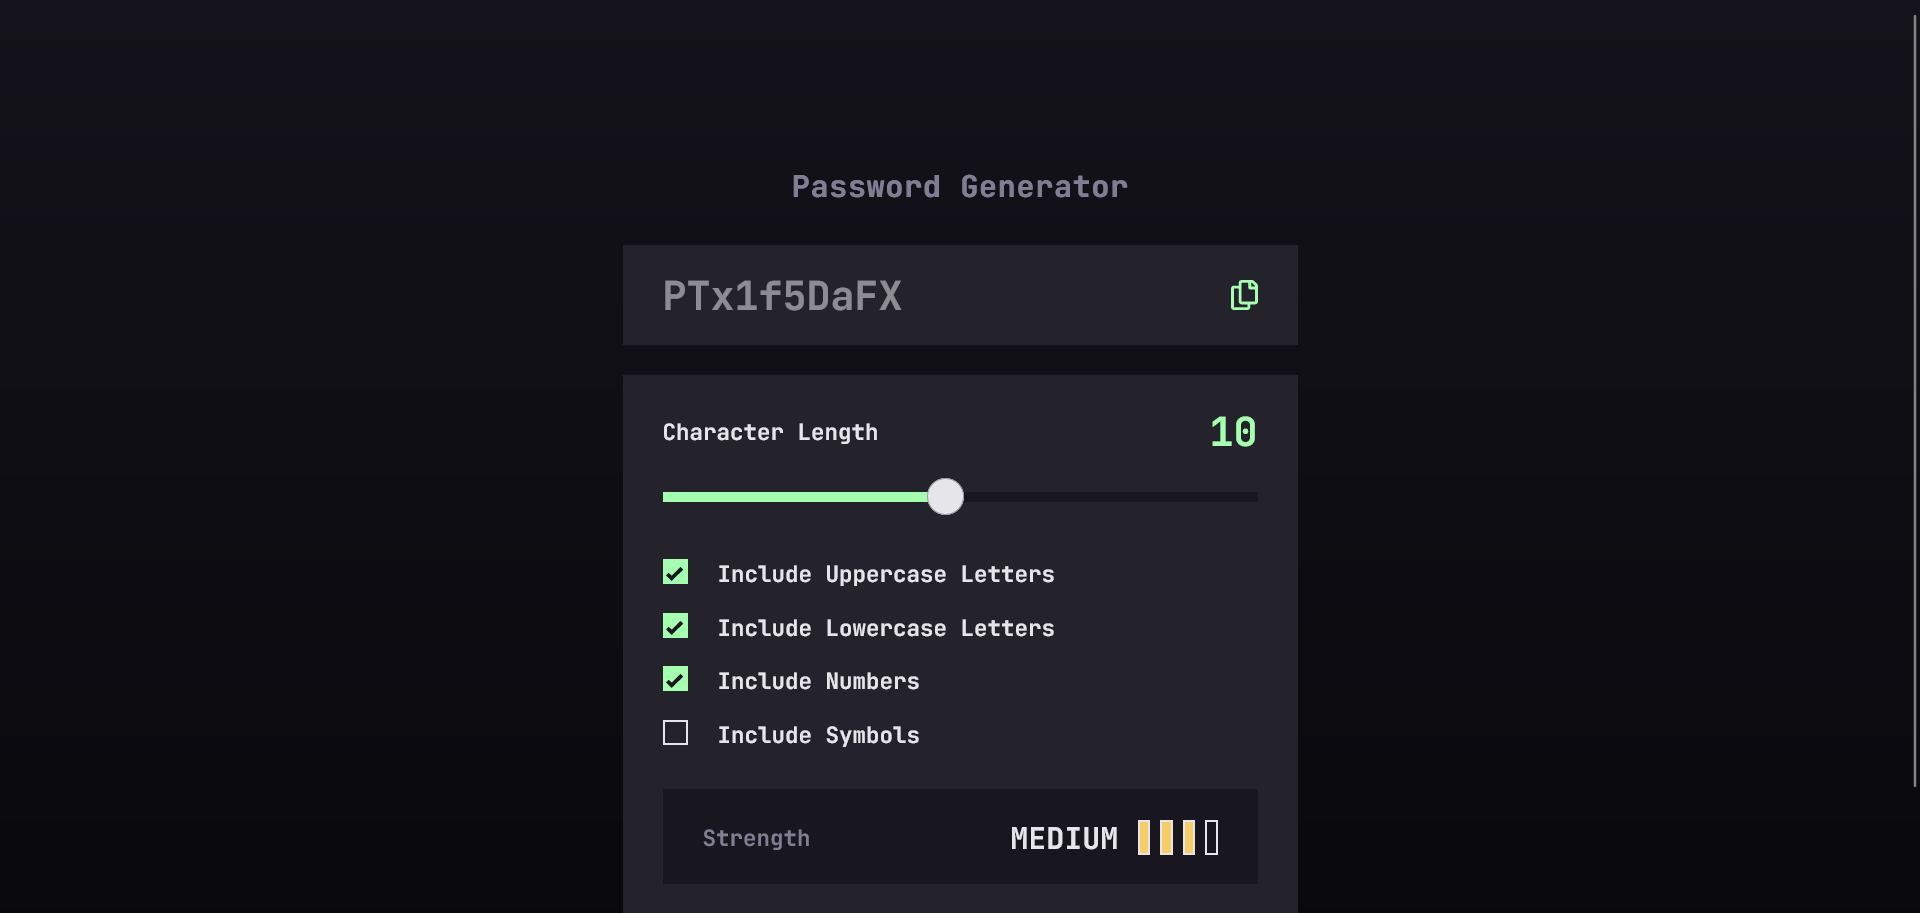 Password Generator
PTx1f5DaFX
Character Length 10
Include Uppercase Letters
Include Lowercase Letters
Include Numbers
Include Symbols
Strength MEDIUM